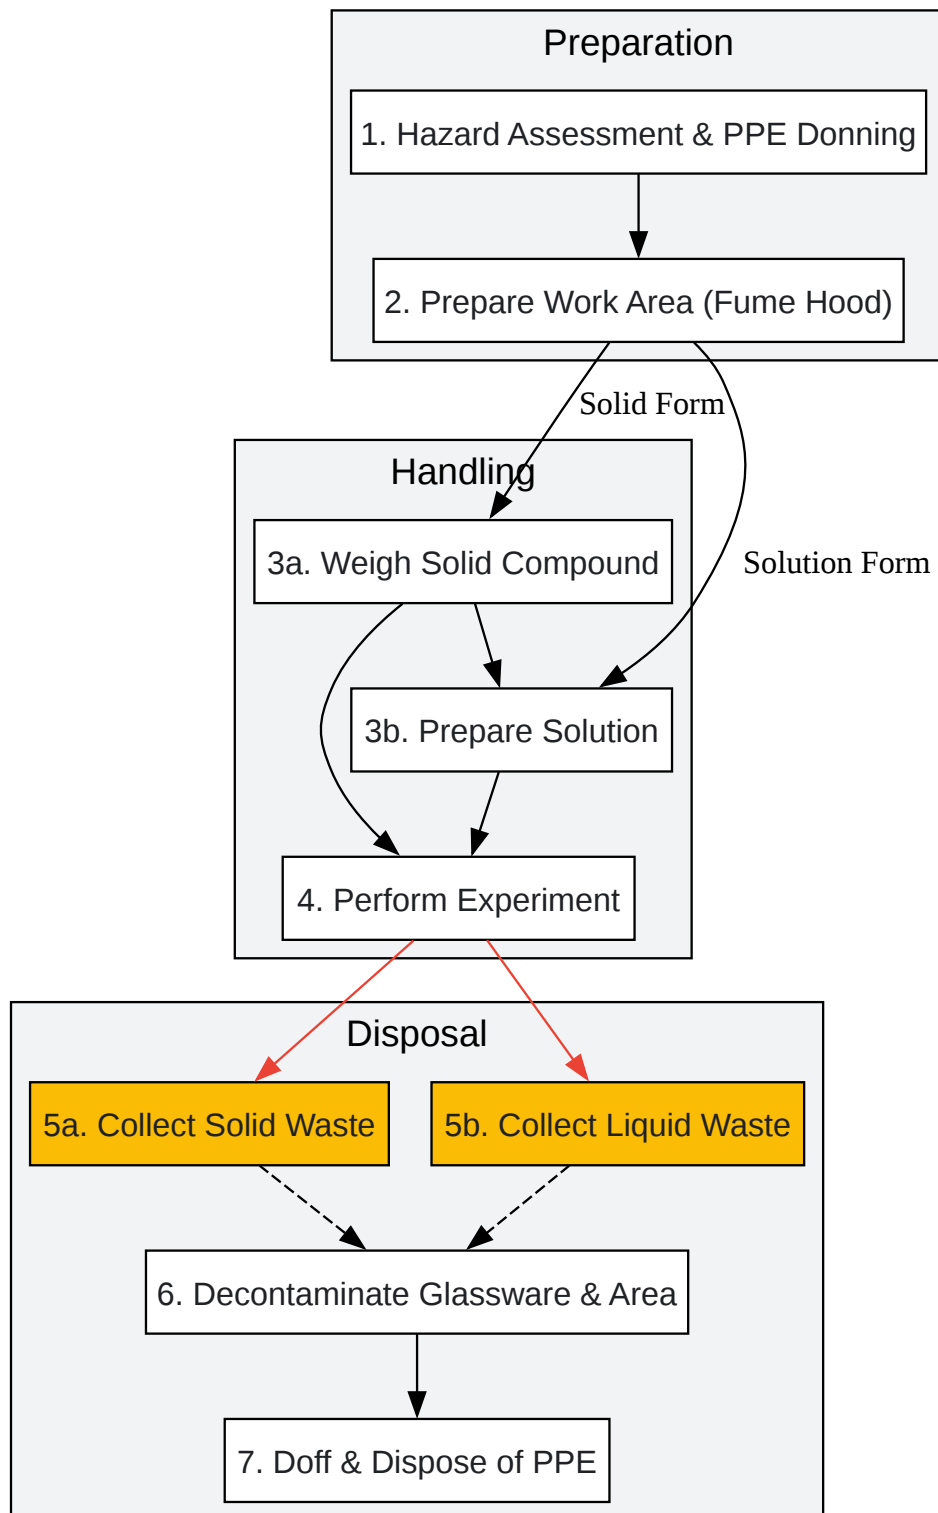 Preparation
1. Hazard Assessment & PPE Donning
2. Prepare Work Area (Fume Hood)
Solid Form
Handling
3a. Weigh Solid Compound
Solution Form
3b. Prepare Solution
4. Perform Experiment
Disposal
5a. Collect Solid Waste
5b. Collect Liquid Waste
6. Decontaminate Glassware & Area
7. Doff & Dispose of PPE